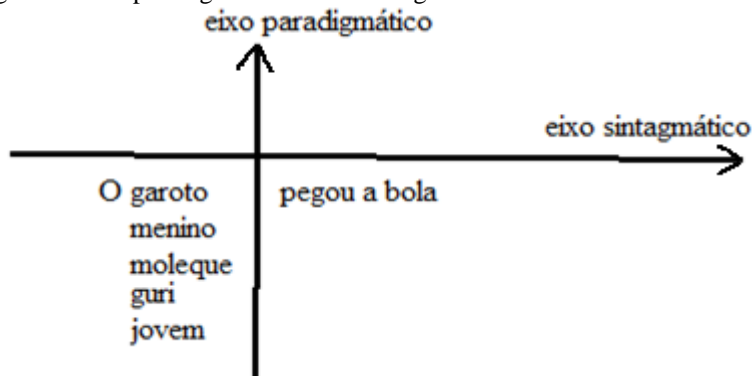 eixo paradigmático
eixo sintagmático
O garoto pegou a bola
menino
moleque
guri
jovem